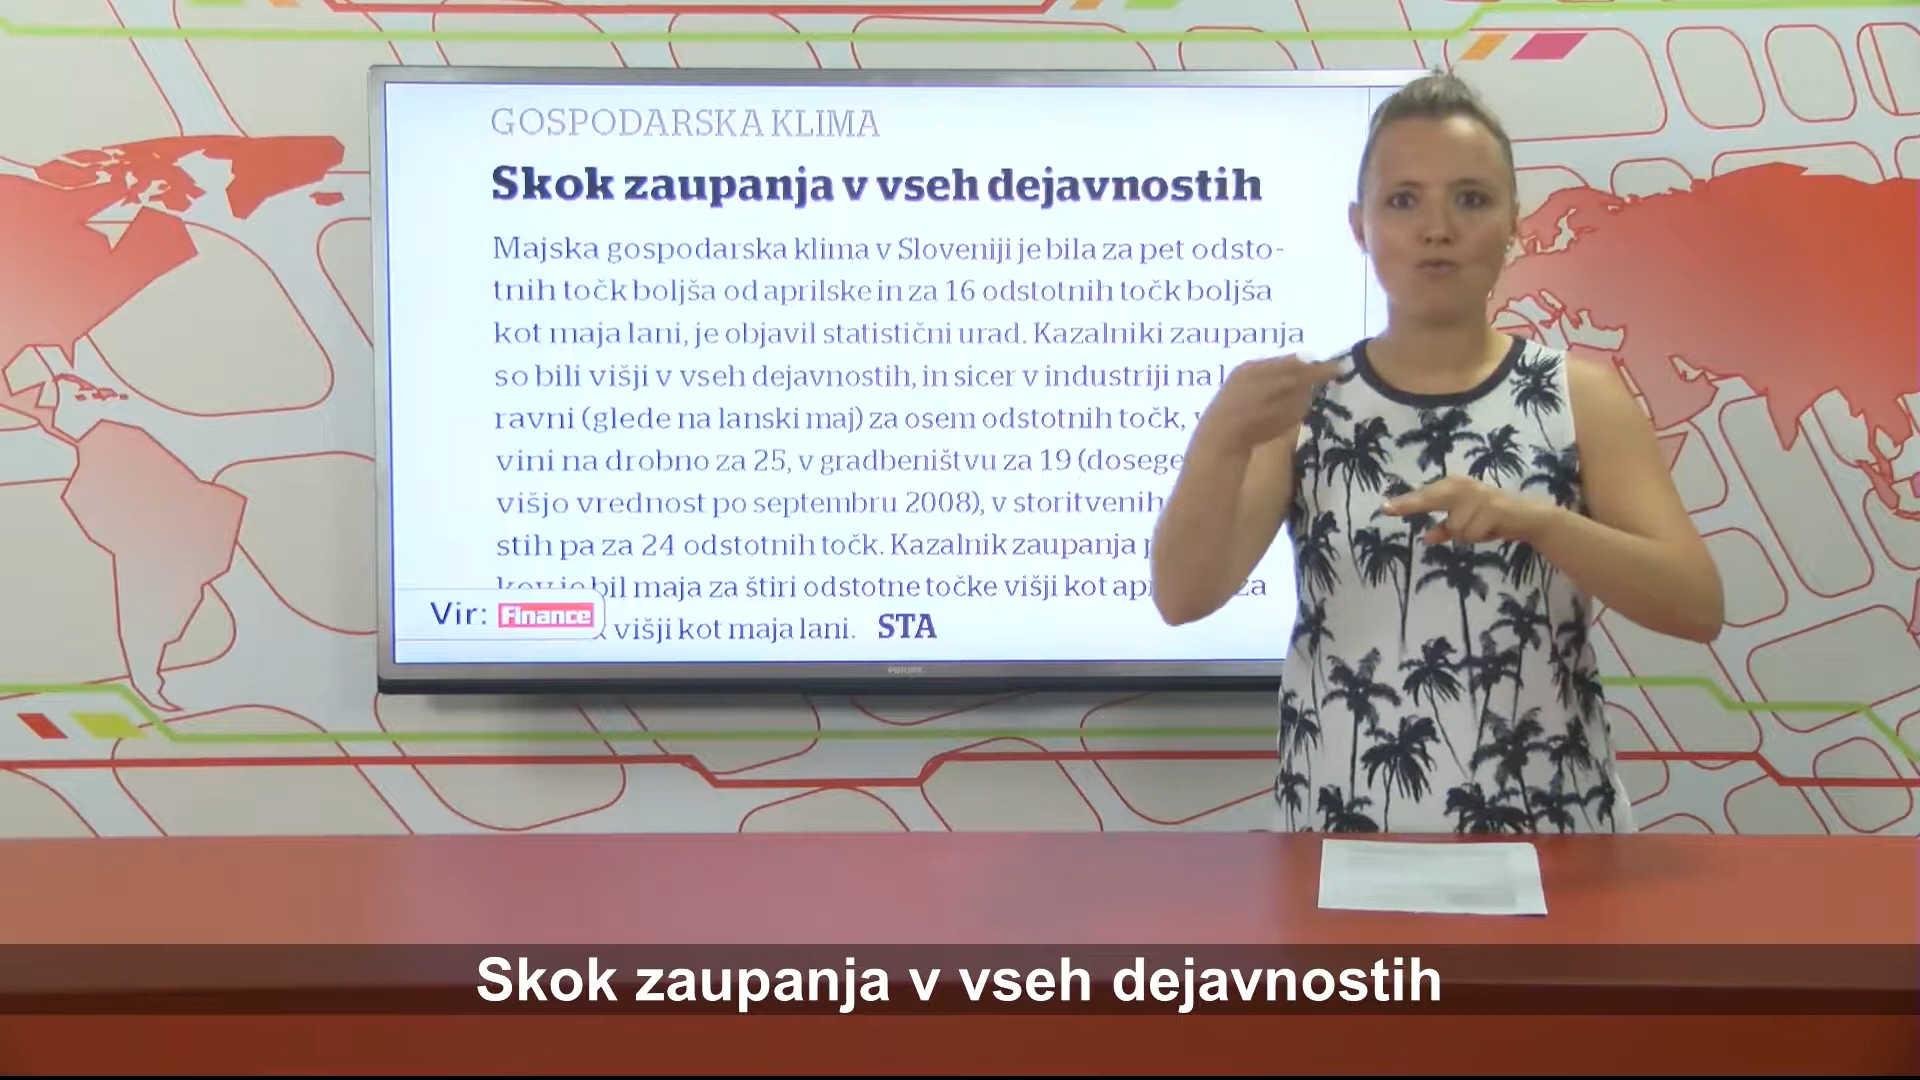 GOSPODARSKA KLIMA
Skok zaupanja v vseh dejavnostih
Majska gospodarska klima v Sloveniji je bila za pet odsto-
tnih točk boljša od aprilske in za 16 odstotnih točk boljša
kot maja lani, je objavil statistični urad. Kazalniki zaupanja
so bili višji v vseh dejavnostih, in sicer v industriji na
ravni (glede na lanski maj) za osem odstotnih točk,
vini na drobno za 25, v gradbeništvu za 19 (dosege
višjo vrednost po septembru 2008), v storitvenih
stih pa za 24 odstotnih točk. Kazalnik zaupanja
bil maja za štiri odstotne točke višji kot apr za
višji kot maja lani. STA
Vir: Finance
PHILIPS
Skok zaupanja v vseh dejavnostih